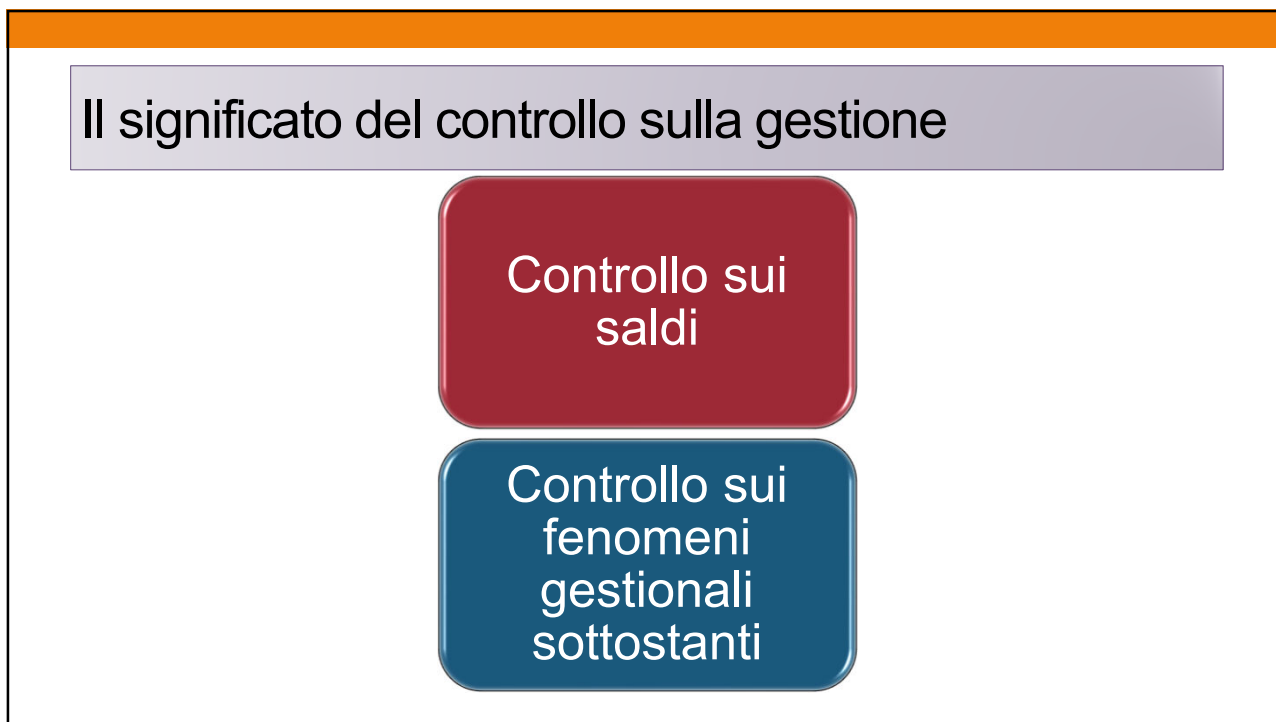 Il significato del controllo sulla gestione
Controllo sui
saldi
Controllo sui
fenomeni
gestionali
sottostanti